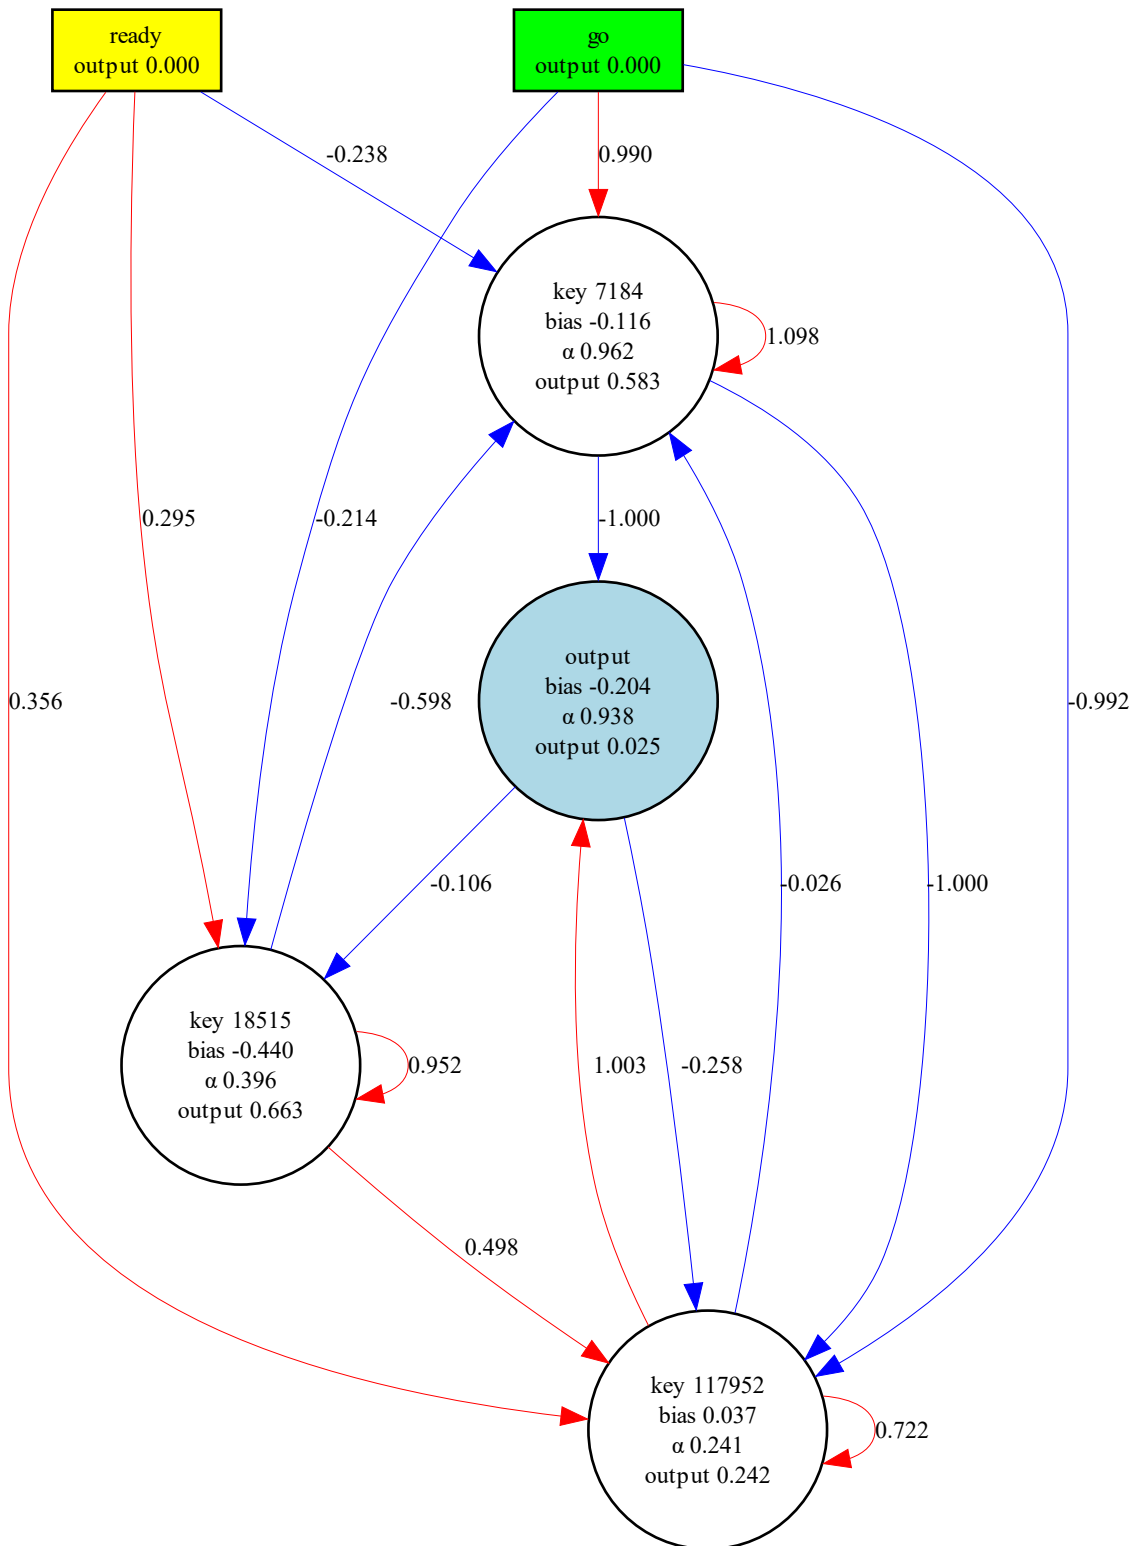 ready
output 0.000
go
output 0.000
-0.238
0.990
key 7184
bias -0.116
α 0.962
output 0.583
1.098
0.295
-0.214
-1.000
0.356
-0.598
output
bias -0.204
α 0.938
output 0.025
-0.992
-0.106
-0.026
-1.000
key 18515
bias -0.440
α 0.396
output 0.663
0.952
1.003
-0.258
0.498
key 117952
bias 0.037
α 0.241
output 0.242
0.722